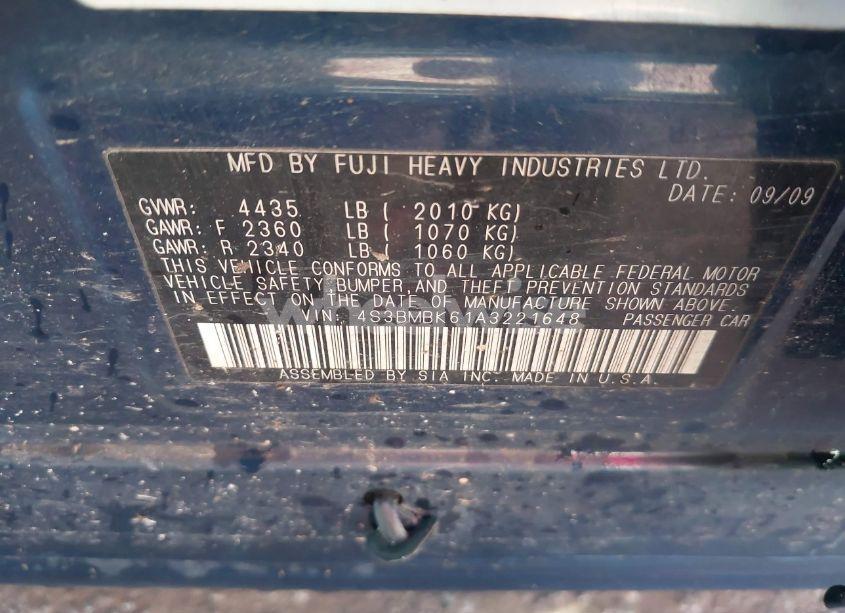 MFD BY FUJI HEAVY INDUSTRIES LTD.
DATE: 09/09
GVWR: 4435 LB ( 2010 KG)
GAWR: F 2360 LB ( 1070 KG)
GAWR: R 2340 LB ( 1060 KG)
THIS VEHICLE CONFORMS TO ALL APPLICABLE FEDERAL MOTOR
VEHICLE SAFETY, BUMPER, AND THEFT PREVENTION STANDARDS
IN EFFECT ON THE DATE OF MANUFACTURE SHOWN ABOVE.
VIN: 4S3BMBK61A3221648 PASSENGER CAR
ASSEMBLED BY SIA INC. MADE IN U.S.A.